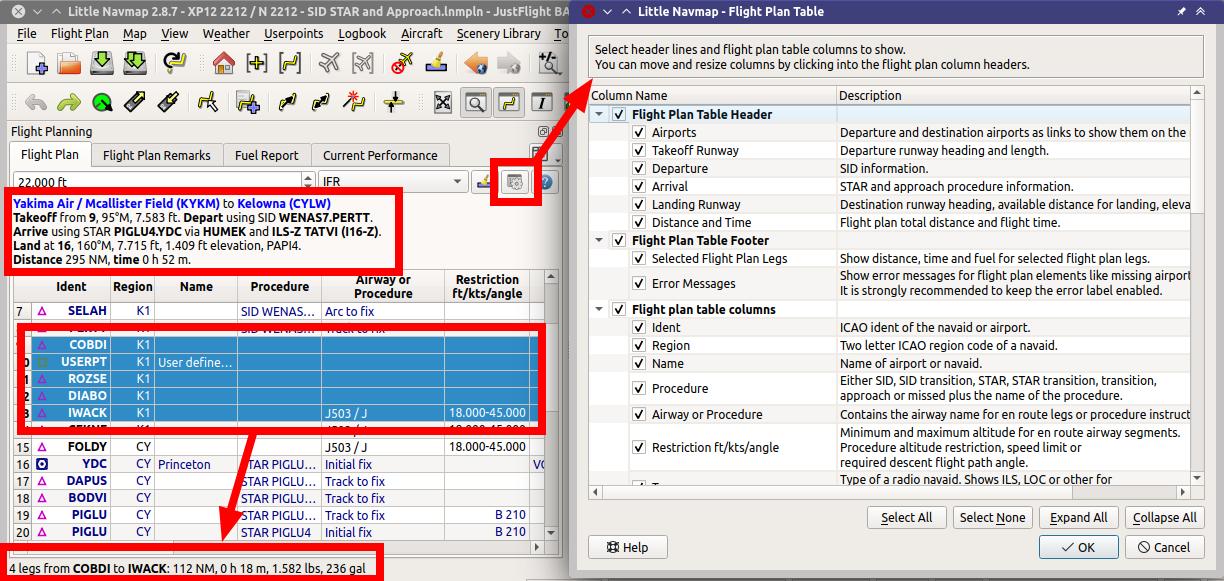 Little Navmap 2.8.7 - XP12 2212 / N 2212 - SID STAR and Approach.lnmpln - JustFlight BA
File Flight Plan Map View Weather Userpoints Logbook Aircraft Scenery Library To
Flight Planning
Flight Plan Flight Plan Remarks Fuel Report Current Performance
22.000 ft IFR
Yakima Air / Mcallister Field (KYKM) to Kelowna (CYLW)
Takeoff from 9, 95°M, 7.583 ft. Depart using SID WENAS7.PERTT.
Arrive using STAR PIGLU4.YDC via HUMEK and ILS-Z TATVI (I16-Z).
Land at 16, 160°M, 7.715 ft, 1.409 ft elevation, PAPI4.
Distance 295 NM, time 0 h 52 m.
Ident Region Name Procedure Airway or Procedure Restriction ft/kts/angle
7 SELAH K1 SID WENAS... Arc to fix
COBDI K1
USERPT K1 User define...
ROZSE K1
DIABO K1
IWACK K1 J503 / J 18.000-45.000
15 FOLDY CY J503 / J 18.000-45.000
16 YDC CY Princeton STAR PIGLU... Initial fix VO
17 DAPUS CY STAR PIGLU... Track to fix
18 BODVI CY STAR PIGLU... Track to fix
19 PIGLU CY STAR PIGLU... Track to fix B 210
20 PIGLU CY STAR PIGLU4 Initial fix B 210
4 legs from COBDI to IWACK: 112 NM, 0 h 18 m, 1.582 lbs, 236 gal
Little Navmap - Flight Plan Table
Select header lines and flight plan table columns to show.
You can move and resize columns by clicking into the flight plan column headers.
Column Name Description
Flight Plan Table Header
Airports Departure and destination airports as links to show them on the
Takeoff Runway Departure runway heading and length.
Departure SID information.
Arrival STAR and approach procedure information.
Landing Runway Destination runway heading, available distance for landing, eleva
Distance and Time Flight plan total distance and flight time.
Flight Plan Table Footer
Selected Flight Plan Legs Show distance, time and fuel for selected flight plan legs.
Error Messages Show error messages for flight plan elements like missing airport
It is strongly recommended to keep the error label enabled.
Flight plan table columns
Ident ICAO ident of the navaid or airport.
Region Two letter ICAO region code of a navaid.
Name Name of airport or navaid.
Procedure Either SID, SID transition, STAR, STAR transition, transition,
approach or missed plus the name of the procedure.
Airway or Procedure Contains the airway name for en route legs or procedure instruct
Restriction ft/kts/angle Minimum and maximum altitude for en route airway segments.
Procedure altitude restriction, speed limit or
required descent flight path angle.
Type of a radio navaid. Shows ILS, LOC or other for
Select All Select None Expand All Collapse All
Help OK Cancel